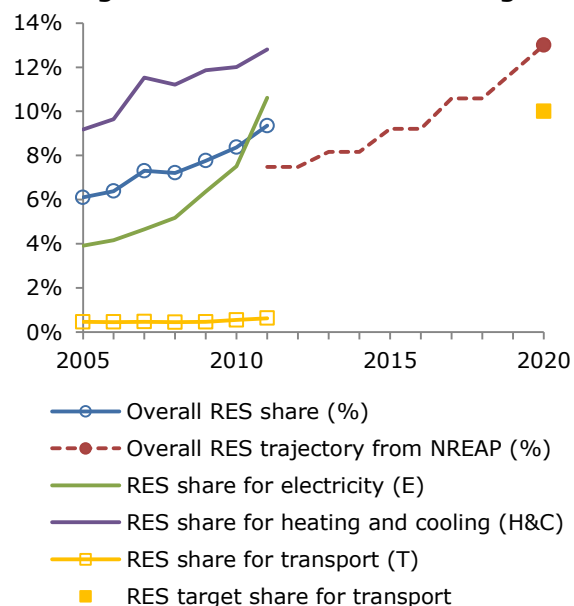 14%
12%
10%
8%
6%
4%
2%
0%
2005 2010 2015 2020
Overall RES share (%)
Overall RES trajectory from NREAP (%)
RES share for electricity (E)
RES share for heating and cooling (H&C)
RES share for transport (T)
RES target share for transport